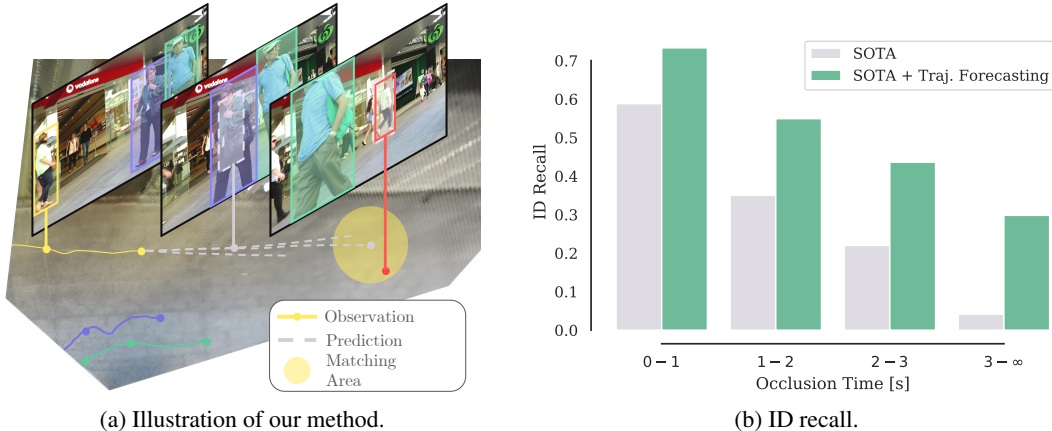 vodafone
vodafone
Observation
Prediction
Matching
Area
(a) Illustration of our method.
SOTA
SOTA + Traj. Forecasting
ID Recall
0.7
0.6
0.5
0.4
0.3
0.2
0.1
0.0
0 – 1
1 – 2
2 – 3
3 – ∞
Occlusion Time [s]
(b) ID recall.